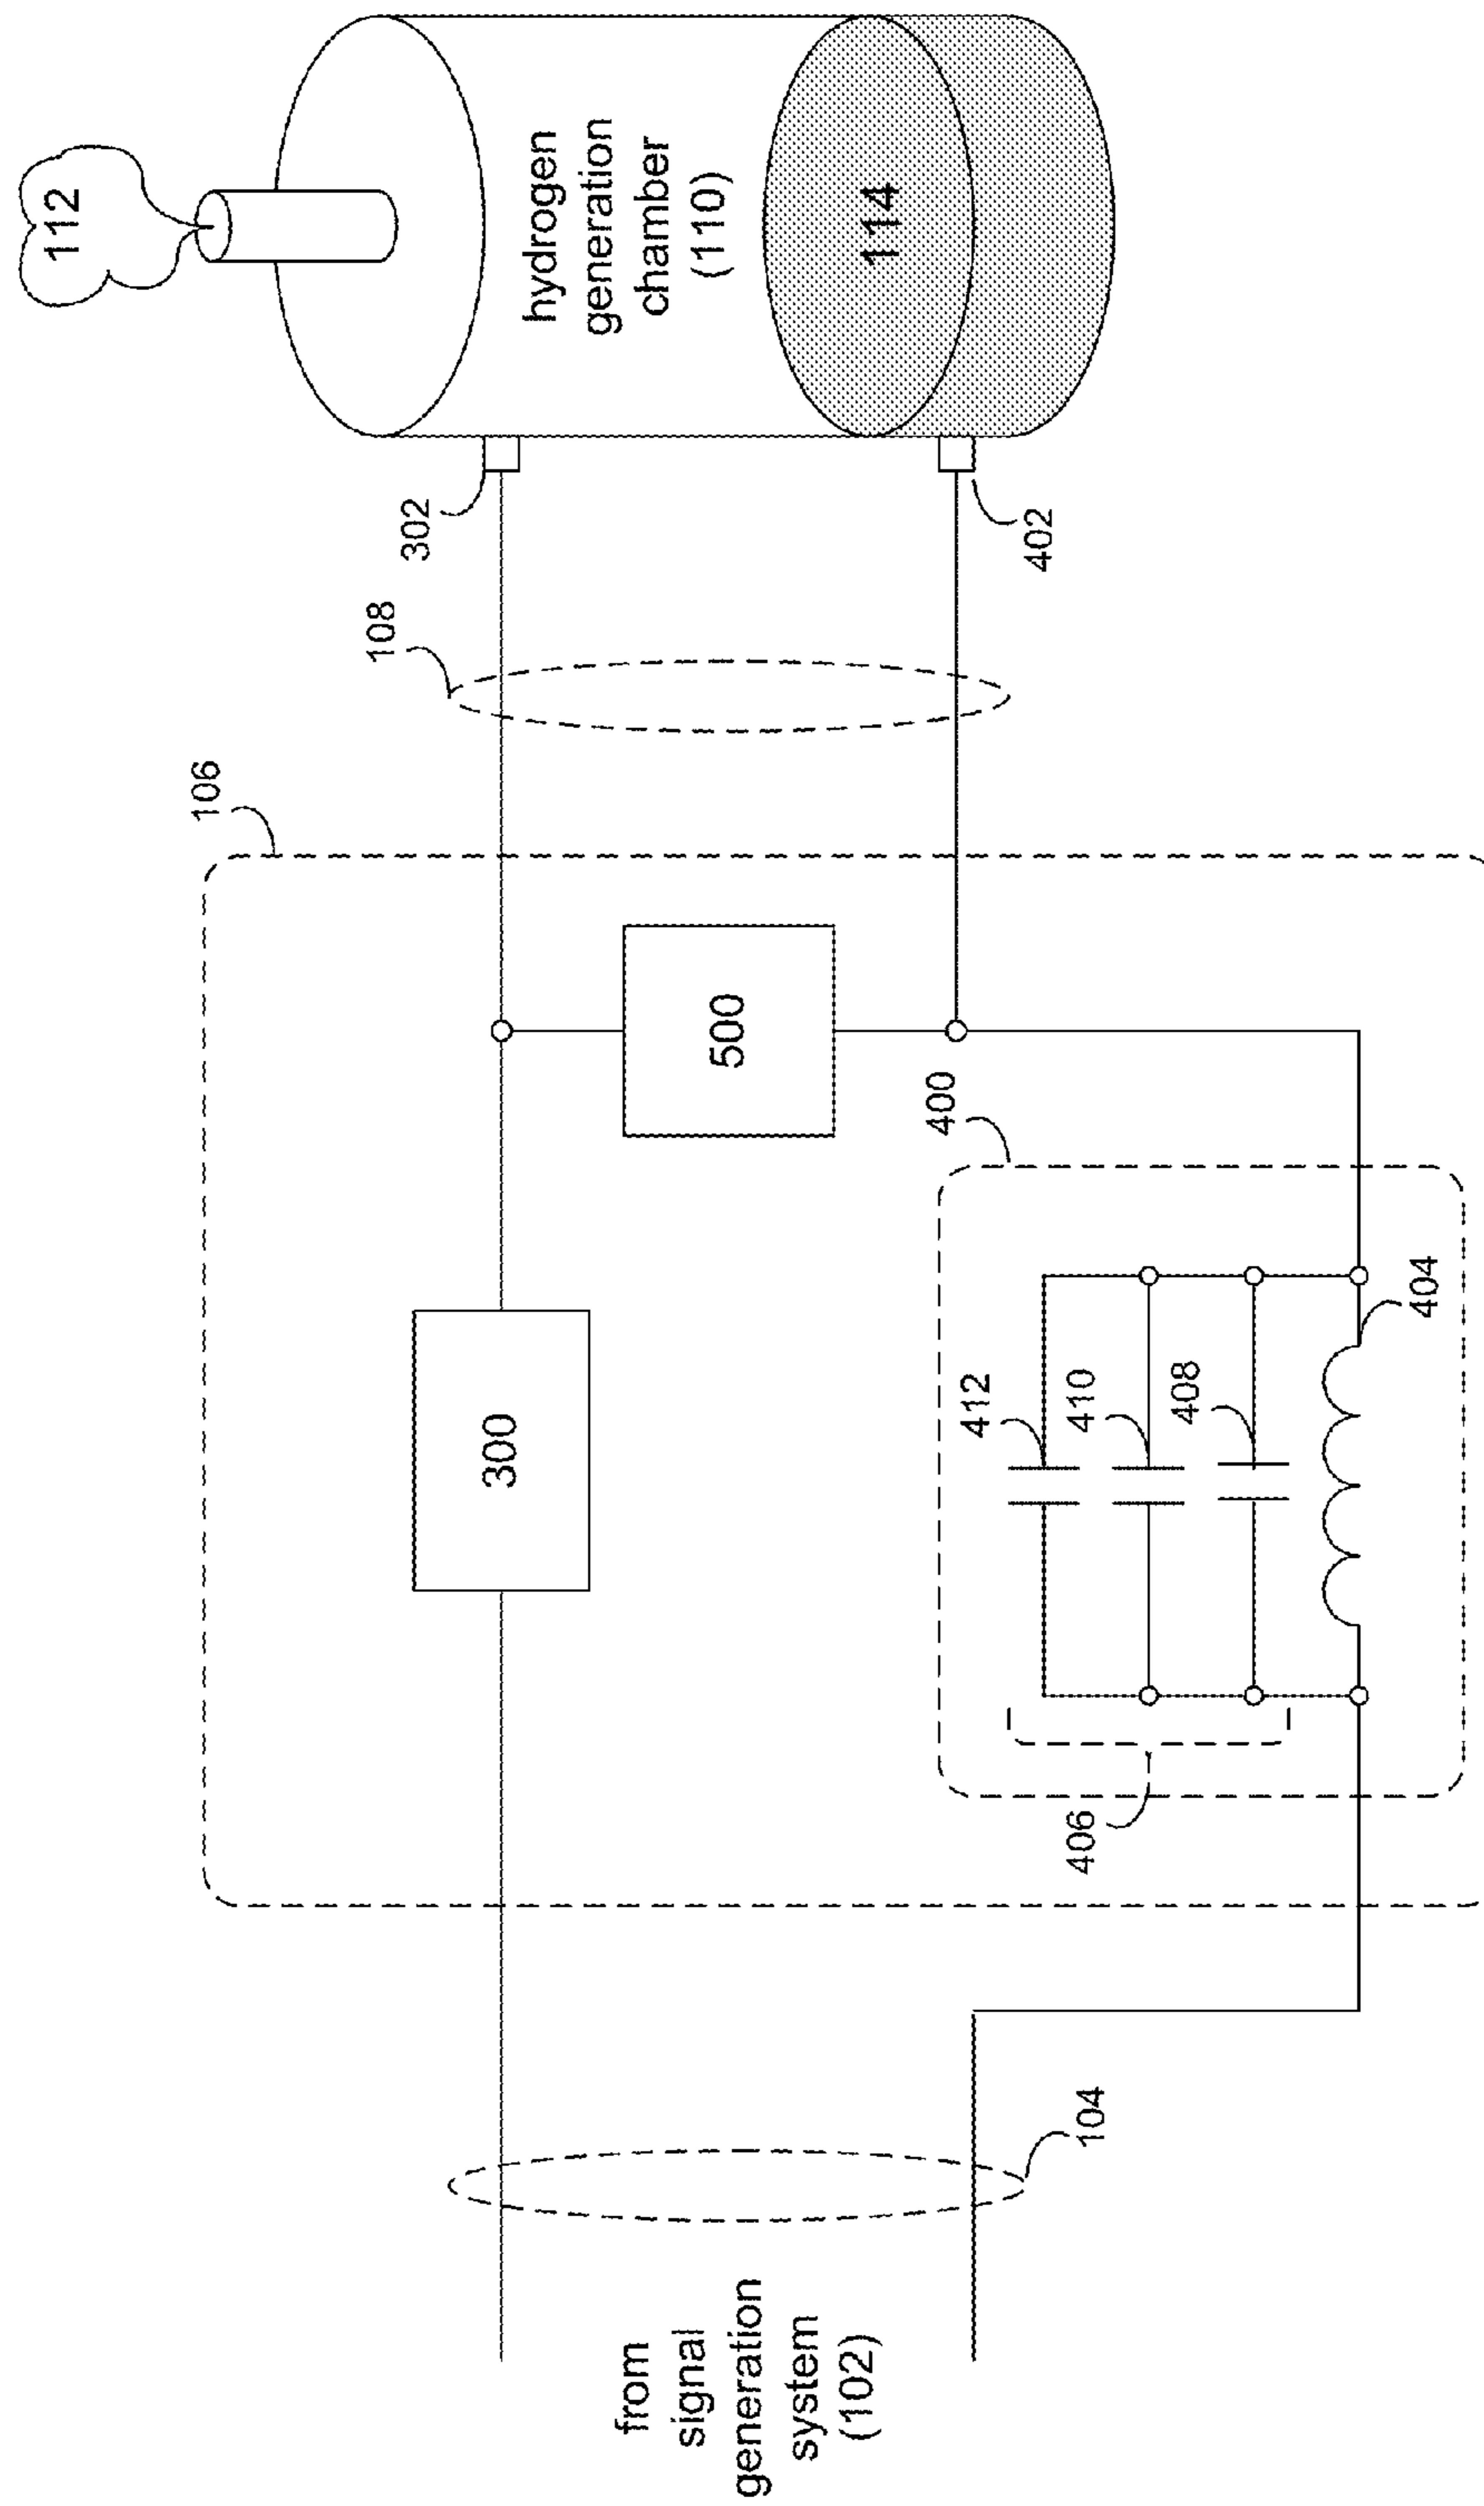 112
hydrogen
generation
chamber
(110)
114
302
402
108
106
500
400
300
412
410
408
404
406
104
from
signal
generation
system
(102)